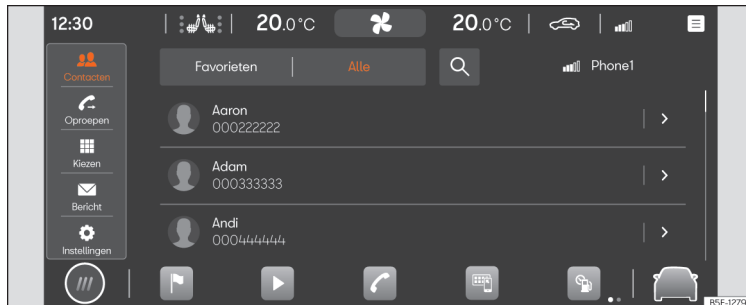 12:30
20.0°C
20.0°C
Contacten
Oproepen
Kiezen
Bericht
Instellingen
Favorieten
Alle
Phone1
Aaron
000222222
Adam
000333333
Andi
000444444
B5F-1279